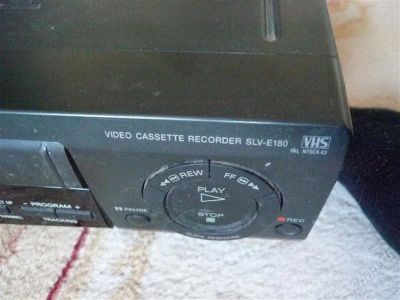 VIDEO CASSETTE RECORDER SLV-E180 VHS
PAL NTSC4.43
REW FF
PLAY
- PROGRAM + PAUSE STOP REC
TRACKING